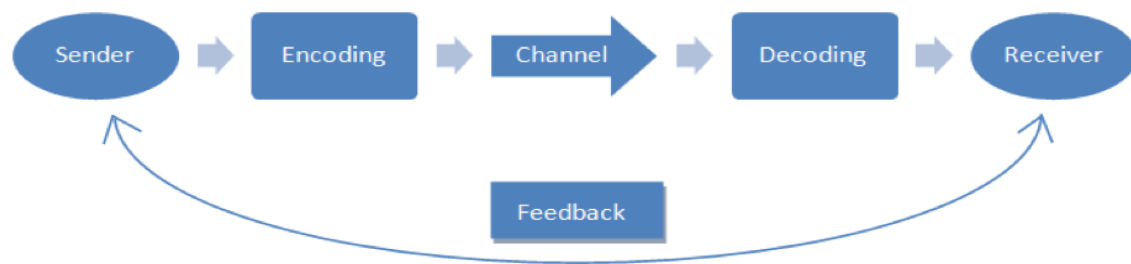 Sender
Encoding
Channel
Decoding
Receiver
Feedback